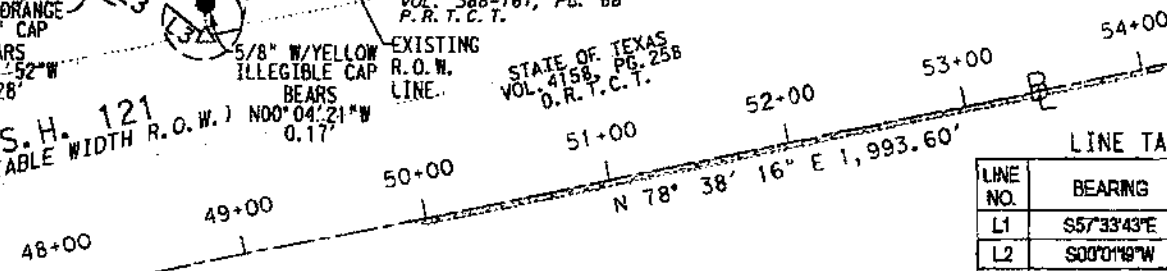 ORANGE
CAP
ARS
-52"W
28'
L3
5/8" W/YELLOW
ILLEGIBLE CAP
BEARS
N00°04'21"W
0.17'
P.R.T.C.T.
EXISTING
R.O.W.
LINE.
STATE OF TEXAS
VOL. 4158, PG. 258
D.R.T.C.T.
S.H. 121
ABLE WIDTH R.O.W.)
48+00
49+00
50+00
51+00
52+00
53+00
54+00
N 78° 38' 16" E 1,993.60'
LINE TA
LINE NO. BEARING
L1 S57°33'43"E
L2 S00°01'19"W